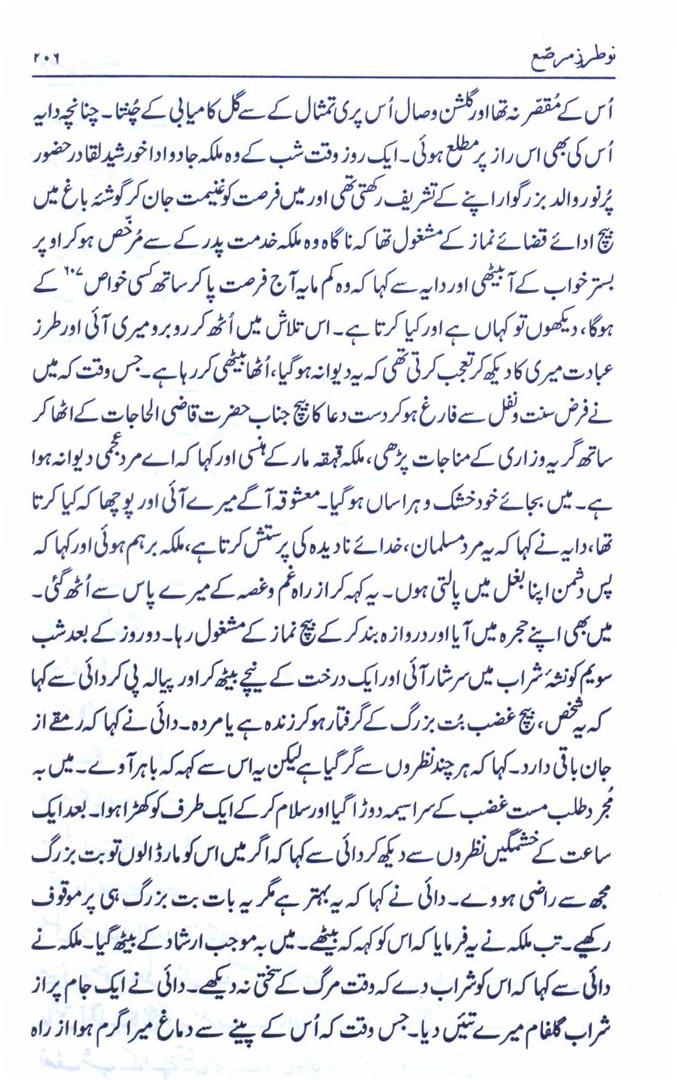 نو طرزِ مرصّع
۲۰۶
اُس کے مُقصّر نہ تھا اور گلشن وصال اُس پری تمثال کے سے گل کامیابی کے چُنتا۔ چنانچہ دایہ
اُس کی بھی اس راز پر مطلع ہوئی۔ ایک روز وقت شب کے وہ ملکہ جادو ادا خورشید لقا در حضور
پُر نور والد بزرگوار اپنے کے تشریف رکھتی تھی اور میں فرصت کو غنیمت جان کر گوشۂ باغ میں
بیچ ادائے قضائے نماز کے مشغول تھا کہ ناگاہ وہ ملکہ خدمت پدر کے سے مُرخّص ہو کر اوپر
بستر خواب کے آ بیٹھی اور دایہ سے کہا کہ وہ کم مایہ آج فرصت پا کر ساتھ کسی خواص ۶۰۷ کے
ہوگا، دیکھوں تو کہاں ہے اور کیا کرتا ہے۔ اس تلاش میں اُٹھ کر روبرو میری آئی اور طرز
عبادت میری کا دیکھ کر تعجب کرتی تھی کہ یہ دیوانہ ہو گیا، اُٹھا بیٹھی کر رہا ہے۔ جس وقت کہ میں
نے فرض سنت و نفل سے فارغ ہو کر دست دعا کا بیچ جناب حضرت قاضی الحاجات کے اٹھا کر
ساتھ گریہ وزاری کے مناجات پڑھی، ملکہ قہقہہ مار کے ہنسی اور کہا کہ اے مردِ عجمی دیوانہ ہوا
ہے۔ میں بجائے خود خشک و ہراساں ہو گیا۔ معشوقہ آگے میرے آئی اور پوچھا کہ کیا کرتا
تھا، دایہ نے کہا کہ یہ مرد مسلمان، خدائے نادیدہ کی پرستش کرتا ہے، ملکہ برہم ہوئی اور کہا کہ
پس دشمن اپنا بغل میں پالتی ہوں۔ یہ کہہ کر از راہ غم و غصہ کے میرے پاس سے اُٹھ گئی۔
میں بھی اپنے حجرہ میں آیا اور دروازہ بند کر کے بیچ نماز کے مشغول رہا۔ دو روز کے بعد شب
سویم کو نشۂ شراب میں سرشار آئی اور ایک درخت کے نیچے بیٹھ کر اور پیالہ پی کر دائی سے کہا
کہ یہ شخص، بیچ غضب بُت بزرگ کے گرفتار ہو کر زندہ ہے یا مردہ۔ دائی نے کہا کہ رمقے از
جان باقی دارد۔ کہا کہ ہر چند نظروں سے گر گیا ہے لیکن یہ اس سے کہہ کہ باہر آوے۔ میں بہ
مُجرد طلب مست غضب کے سراسیمہ دوڑا گیا اور سلام کر کے ایک طرف کو کھڑا ہوا۔ بعد ایک
ساعت کے خشمگیں نظروں سے دیکھ کر دائی سے کہا کہ اگر میں اس کو مار ڈالوں تو بت بزرگ
مجھ سے راضی ہووے۔ دائی نے کہا کہ یہ بہتر ہے مگر یہ بات بت بزرگ ہی پر موقوف
رکھیے۔ تب ملکہ نے یہ فرمایا کہ اس کو کہہ کہ بیٹھے۔ میں بہ موجب ارشاد کے بیٹھ گیا۔ ملکہ نے
دائی سے کہا کہ اس کو شراب دے کہ وقت مرگ کے سختی نہ دیکھے۔ دائی نے ایک جام پر از
شراب گلفام میرے تئیں دیا۔ جس وقت کہ اُس کے پینے سے دماغ میرا گرم ہوا از راہ